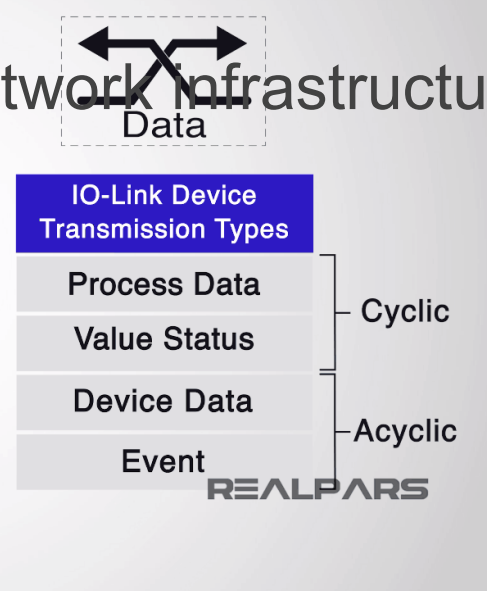 twork infrastructu
Data
IO-Link Device
Transmission Types
Process Data
Value Status
Cyclic
Device Data
Event
Acyclic
REALPARS